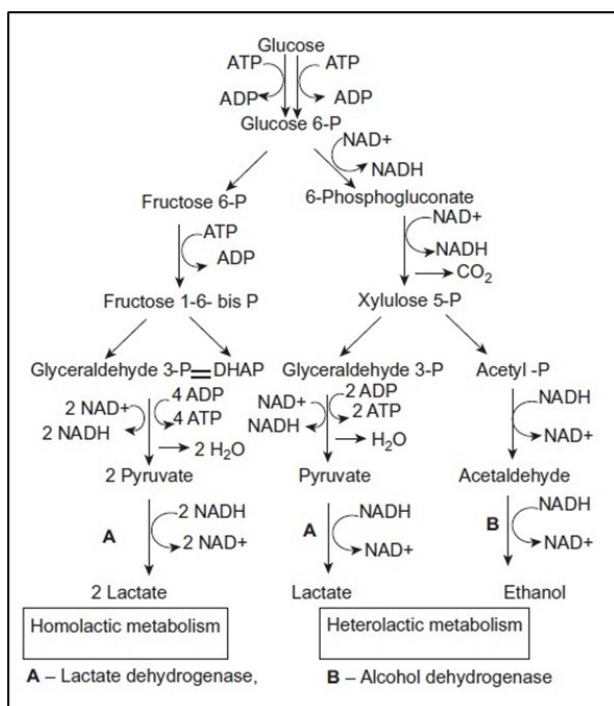 Glucose
ATP ATP
ADP ADP
Glucose 6-P
NAD+
NADH
Fructose 6-P 6-Phosphogluconate
ATP NAD+
ADP NADH
CO₂
Fructose 1-6- bis P Xylulose 5-P
Glyceraldehyde 3-P DHAP Glyceraldehyde 3-P Acetyl -P
2 NAD+ 4 ADP NAD+ 2 ADP NADH
2 NADH 4 ATP NADH 2 ATP NAD+
2 H₂O H₂O
2 Pyruvate Pyruvate Acetaldehyde
A 2 NADH A NADH B NADH
2 NAD+ NAD+ NAD+
2 Lactate Lactate Ethanol
Homolactic metabolism Heterolactic metabolism
A – Lactate dehydrogenase, B – Alcohol dehydrogenase